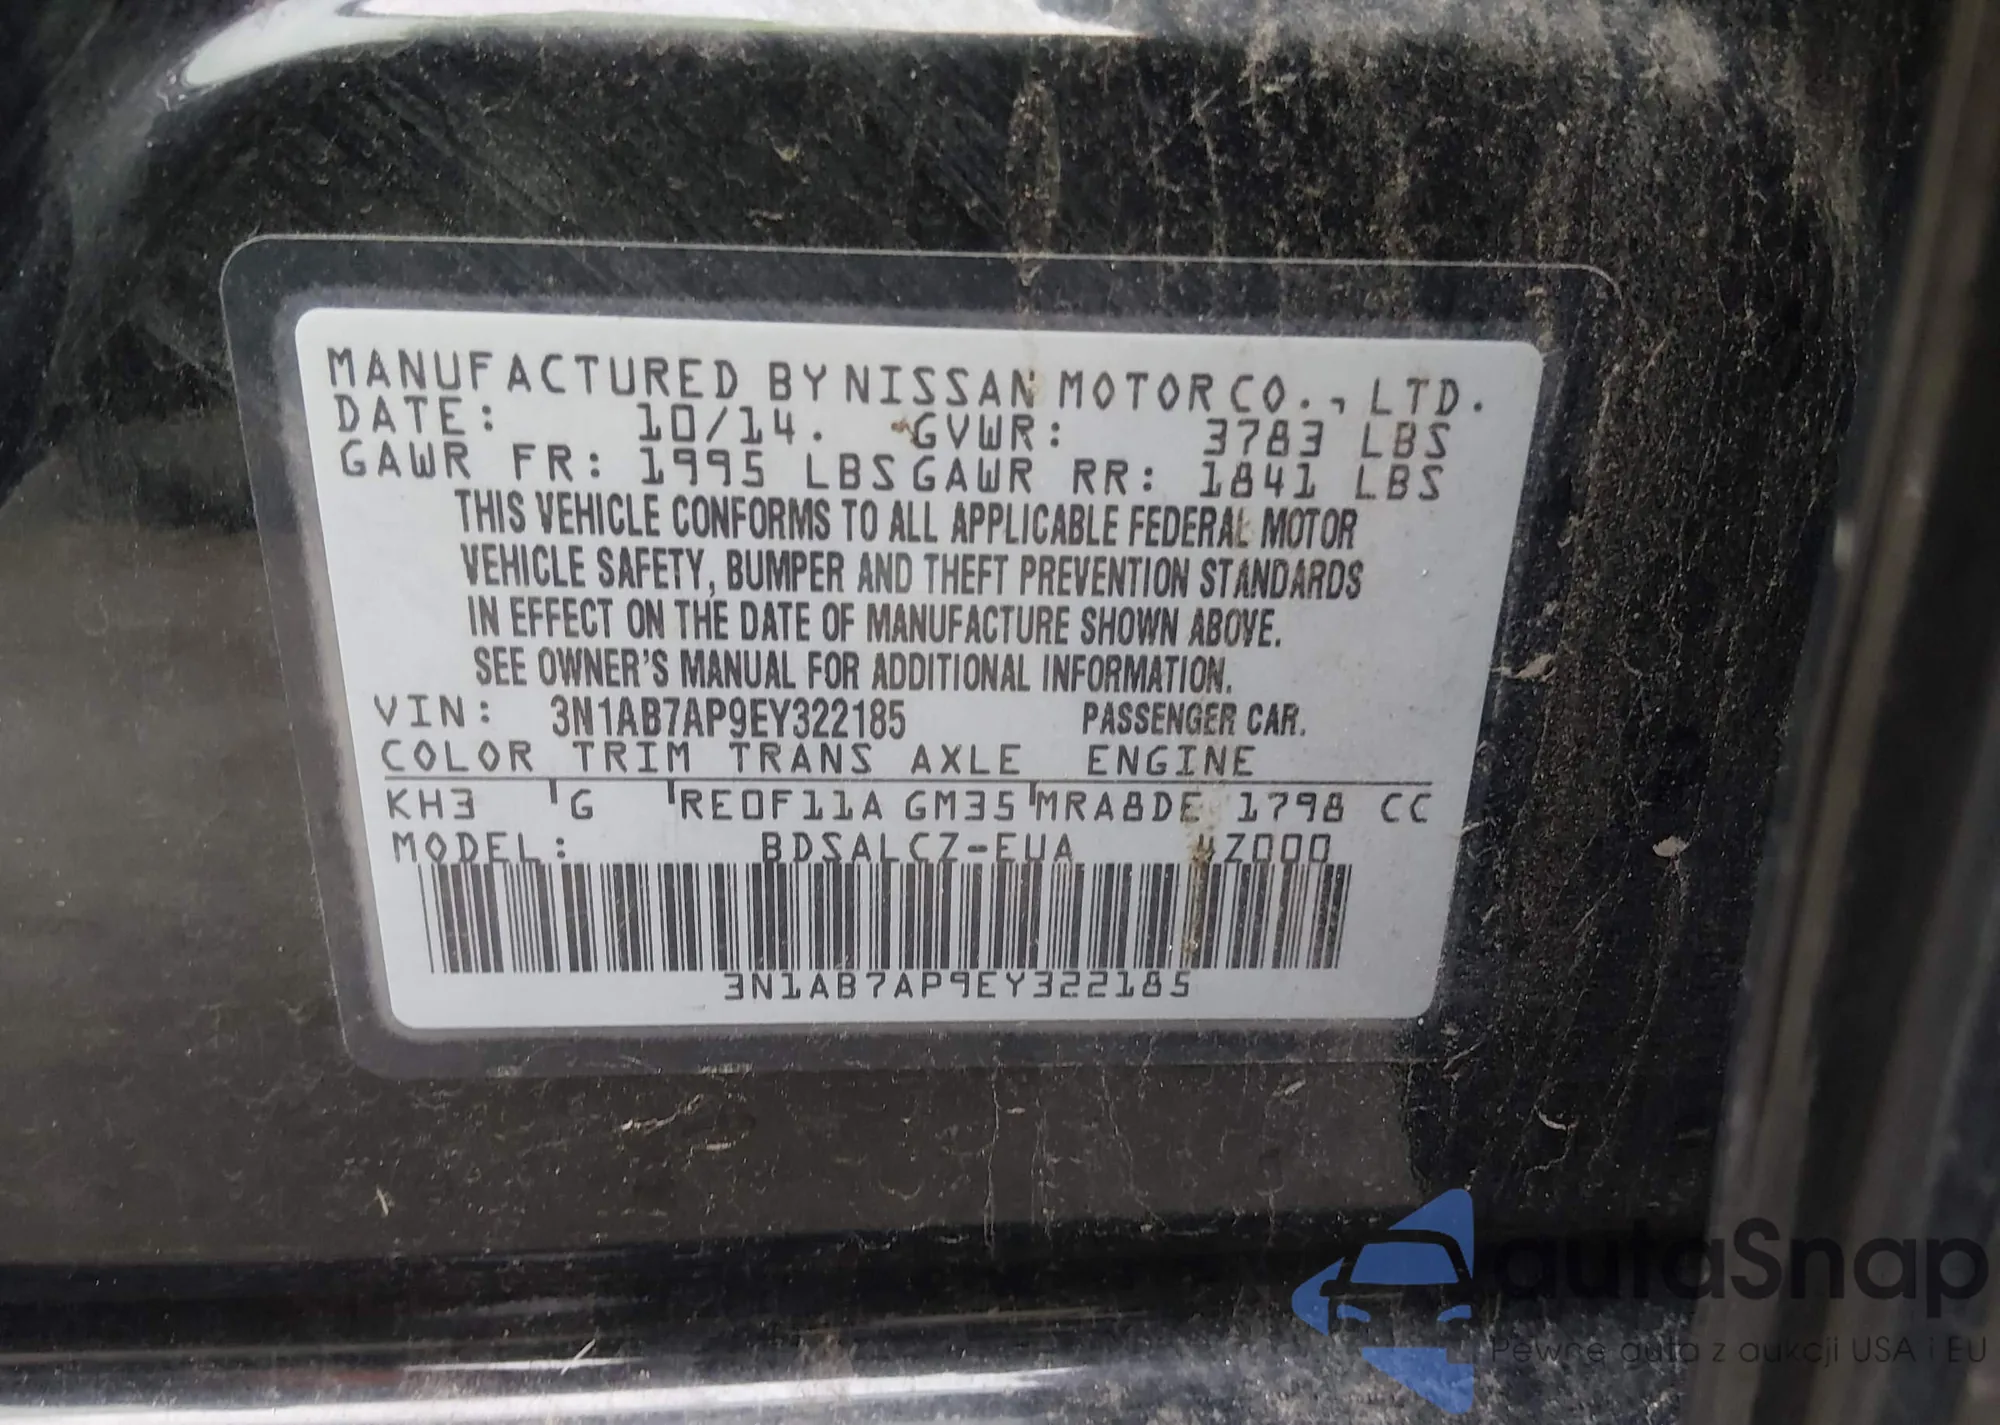 MANUFACTURED BY NISSAN MOTOR CO., LTD.
DATE: 10/14. GVWR: 3783 LBS
GAWR FR: 1995 LBS GAWR RR: 1841 LBS
THIS VEHICLE CONFORMS TO ALL APPLICABLE FEDERAL MOTOR
VEHICLE SAFETY, BUMPER AND THEFT PREVENTION STANDARDS
IN EFFECT ON THE DATE OF MANUFACTURE SHOWN ABOVE.
SEE OWNER'S MANUAL FOR ADDITIONAL INFORMATION.
VIN: 3N1AB7AP9EY322185 PASSENGER CAR.
COLOR TRIM TRANS AXLE ENGINE
KH3 G RE0F11A GM35 MRA8DE 1798 CC
MODEL: BDSALCZ-EUA
3N1AB7AP9EY322185
autaSnap
Pewne auta z aukcji USA i EU